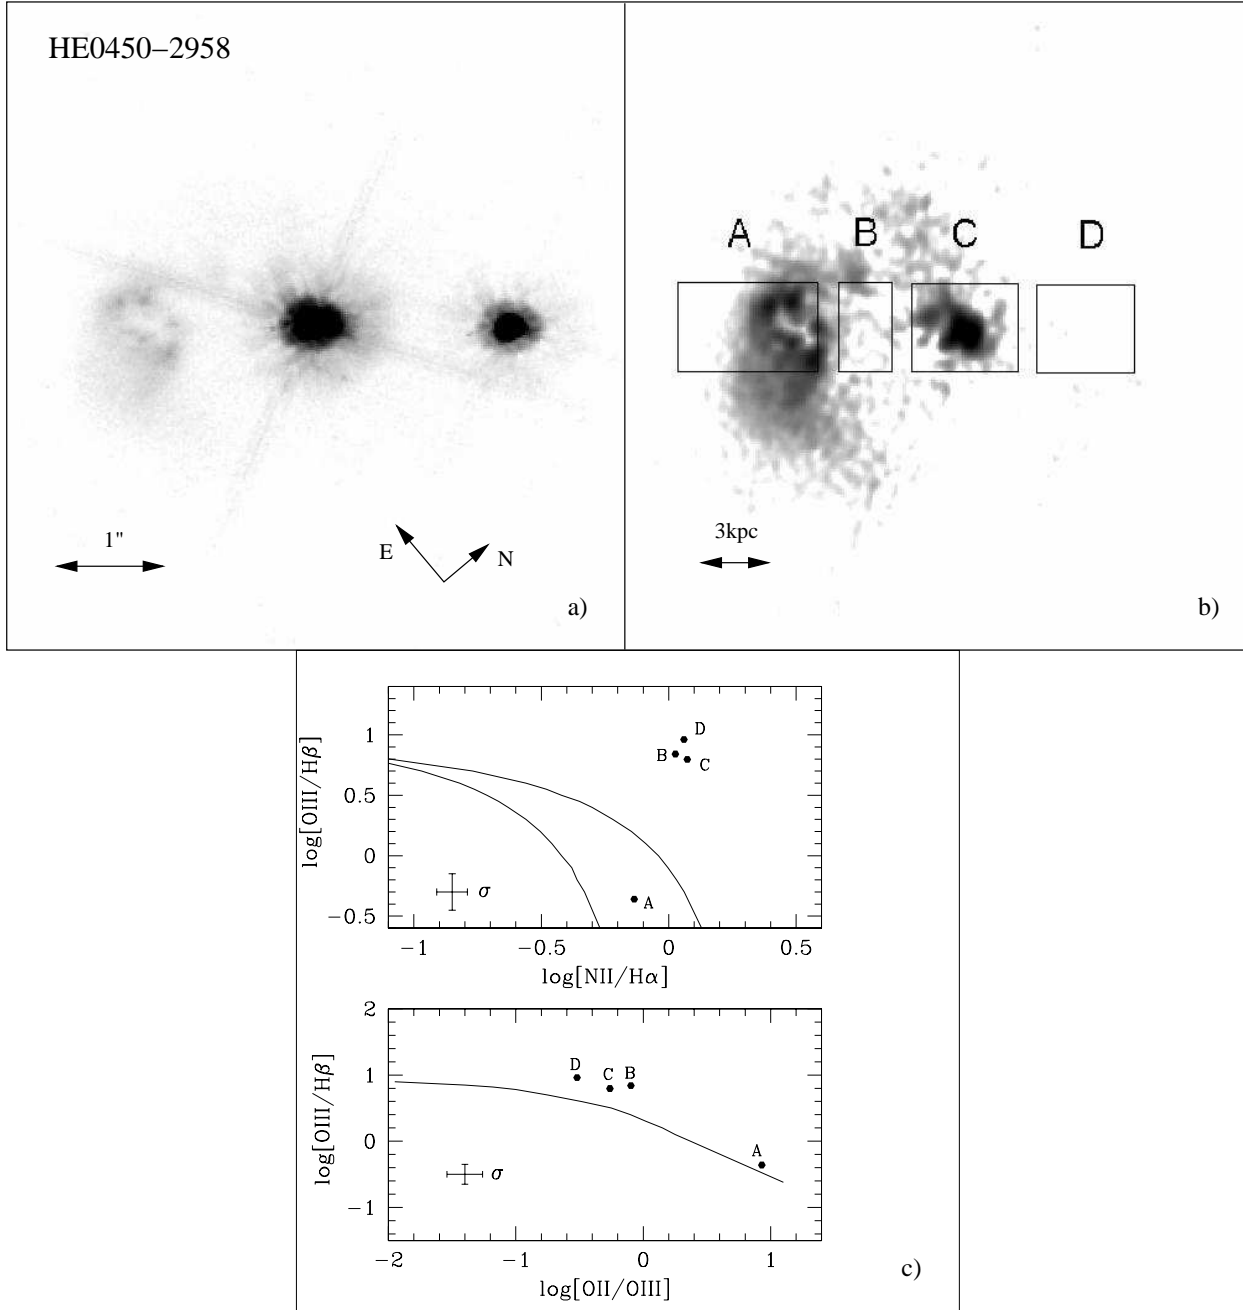 HE0450−2958
1"
E
N
a)
A B C D
3kpc
b)
log[OIII/Hβ]
1
0.5
0
−0.5
D
B
C
A
σ
−1 −0.5 0 0.5
log[NII/Hα]
log[OIII/Hβ]
2
1
0
−1
D C B
A
σ
−2 −1 0 1
log[OII/OIII]
c)